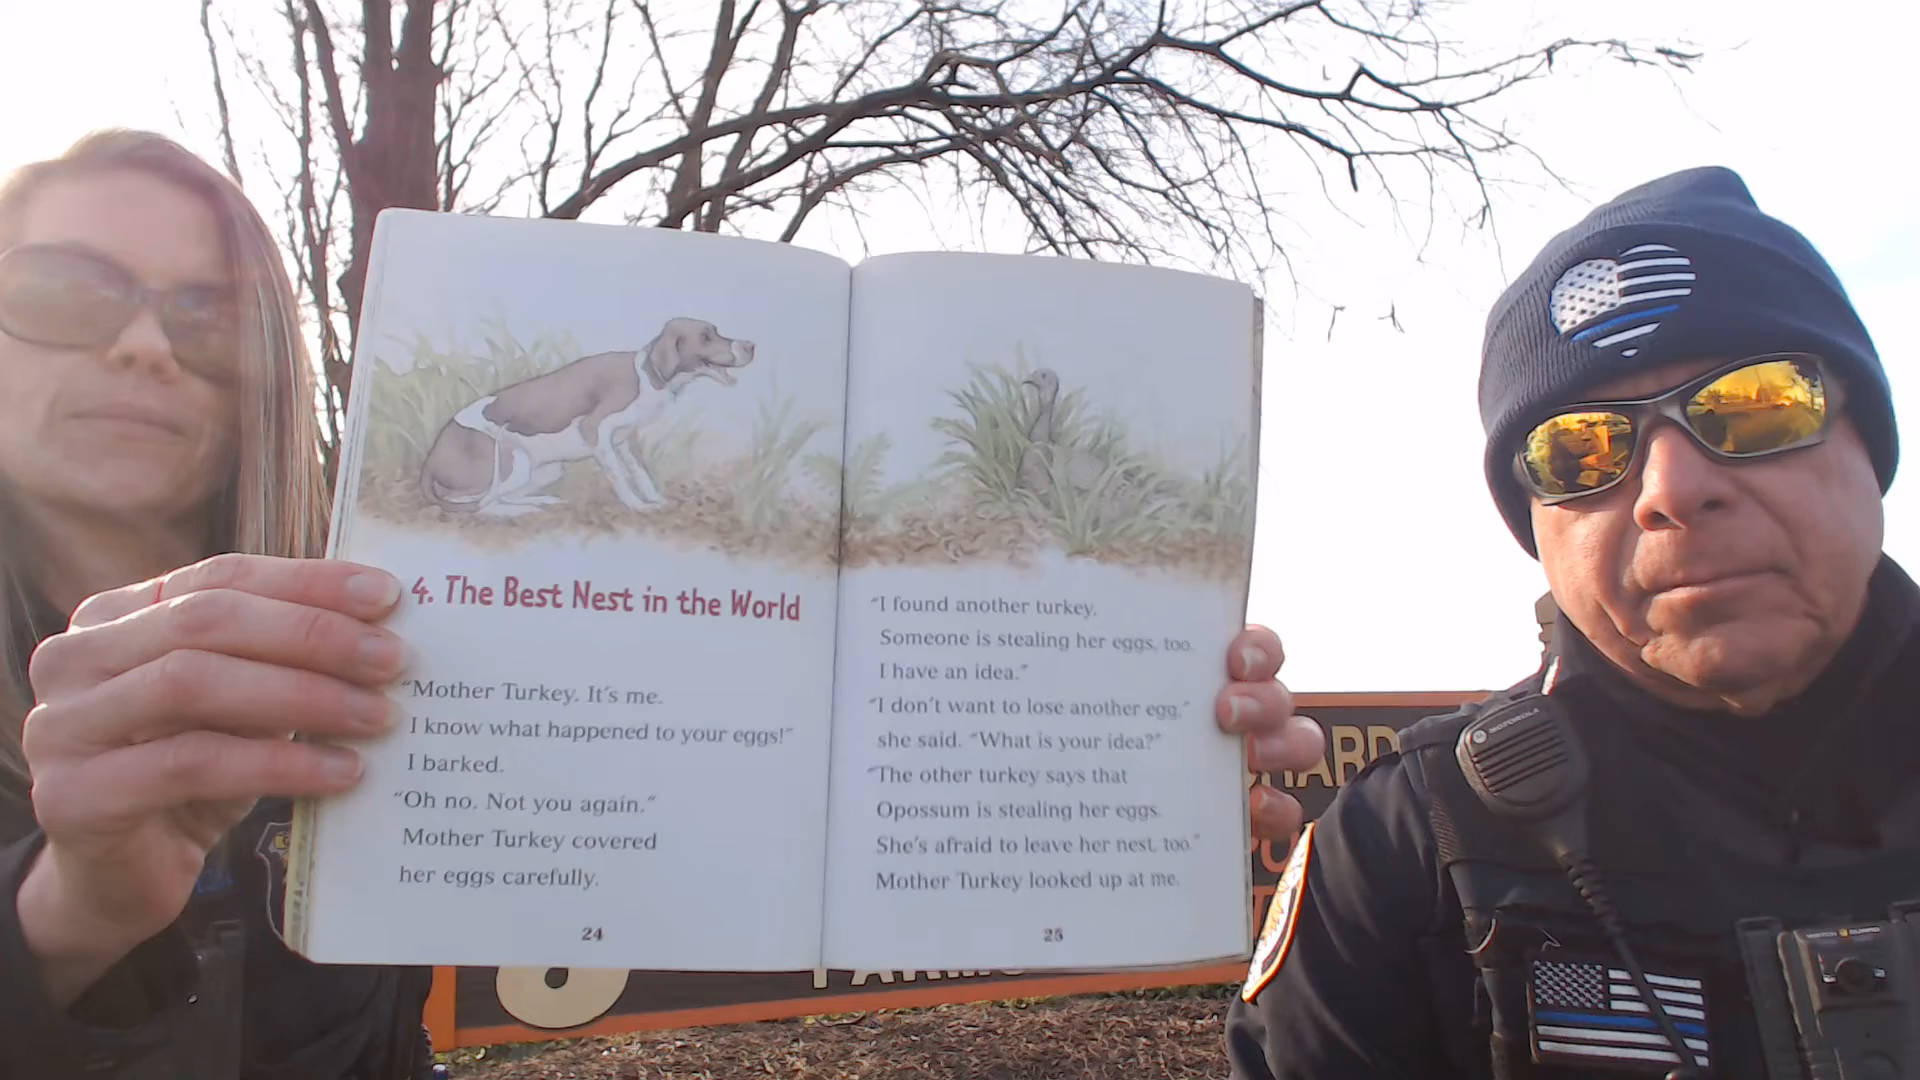 4. The Best Nest in the World
"Mother Turkey. It's me.
I know what happened to your eggs!"
I barked.
"Oh no. Not you again."
Mother Turkey covered
her eggs carefully.
24
"I found another turkey.
Someone is stealing her eggs, too.
I have an idea."
"I don't want to lose another egg,"
she said. "What is your idea?"
"The other turkey says that
Opossum is stealing her eggs.
She's afraid to leave her nest, too."
Mother Turkey looked up at me.
25
MOTOROLA